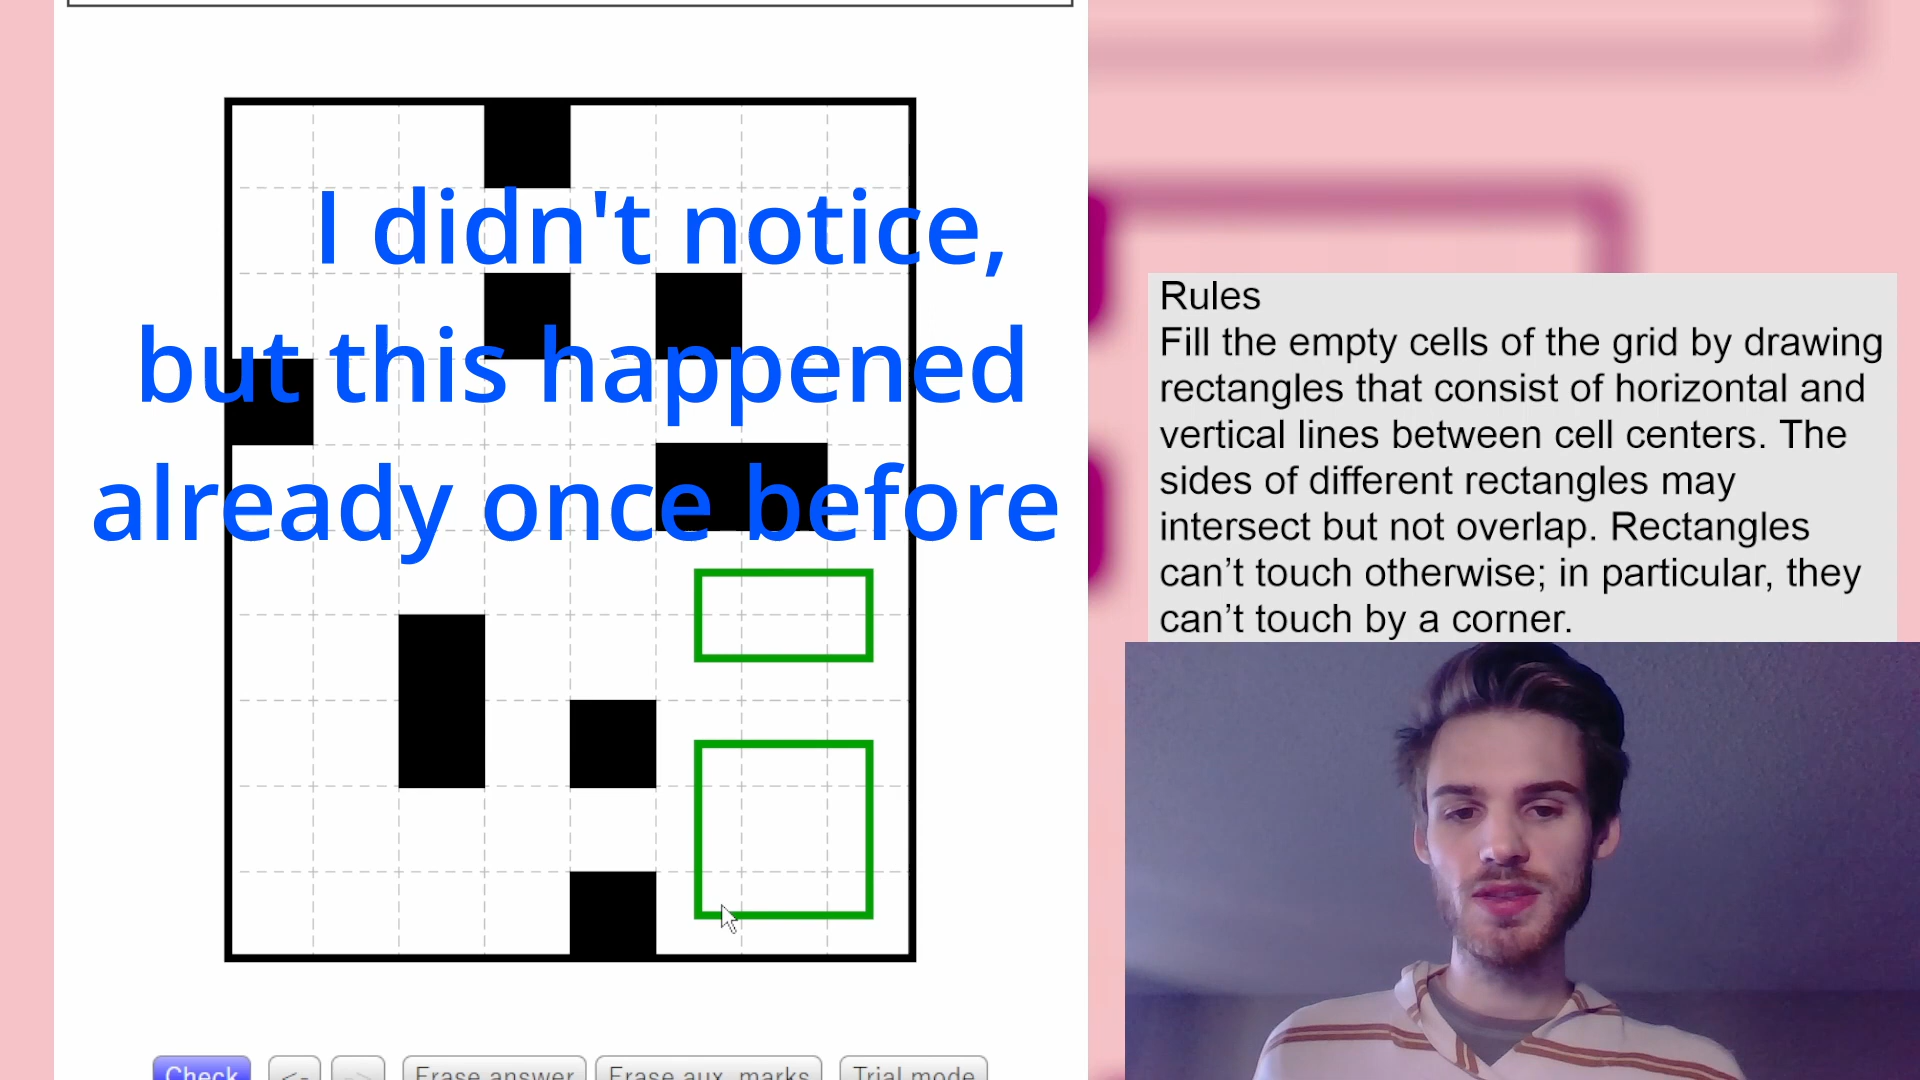 I didn't notice,
but this happened
already once before
Rules
Fill the empty cells of the grid by drawing
rectangles that consist of horizontal and
vertical lines between cell centers. The
sides of different rectangles may
intersect but not overlap. Rectangles
can't touch otherwise; in particular, they
can't touch by a corner.
Check
<-
->
Erase answer
Erase aux. marks
Trial mode